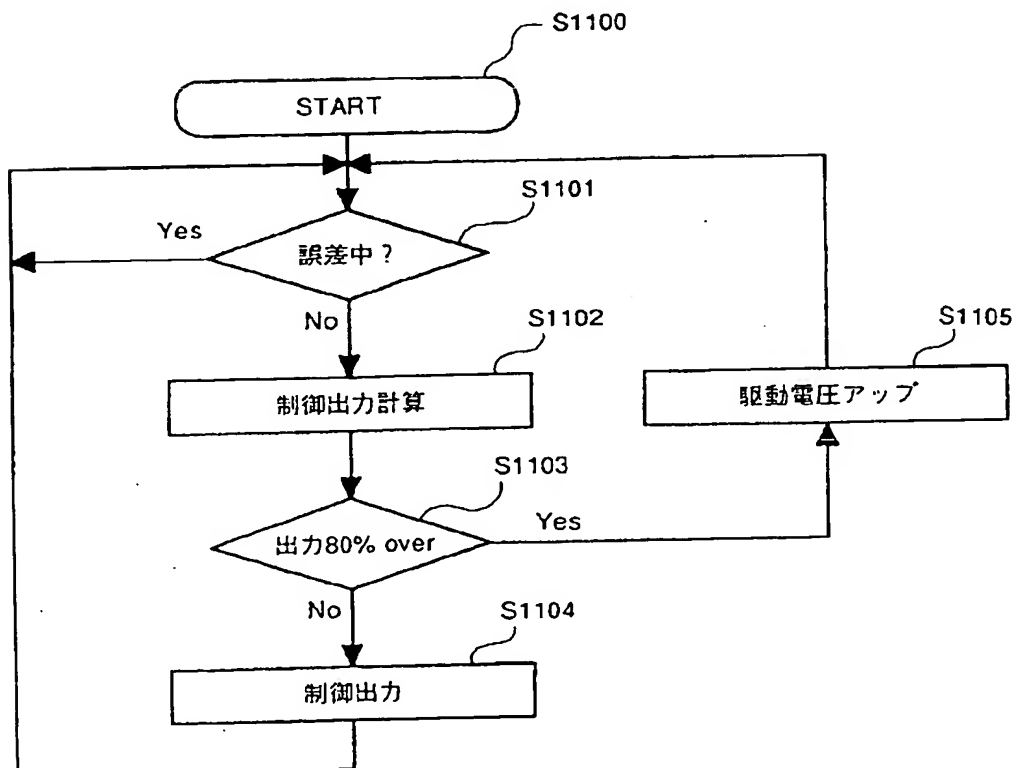 S1100
START
S1101
Yes
誤差中?
No
S1102
S1105
制御出力計算
駆動電圧アップ
S1103
出力80% over
Yes
No
S1104
制御出力